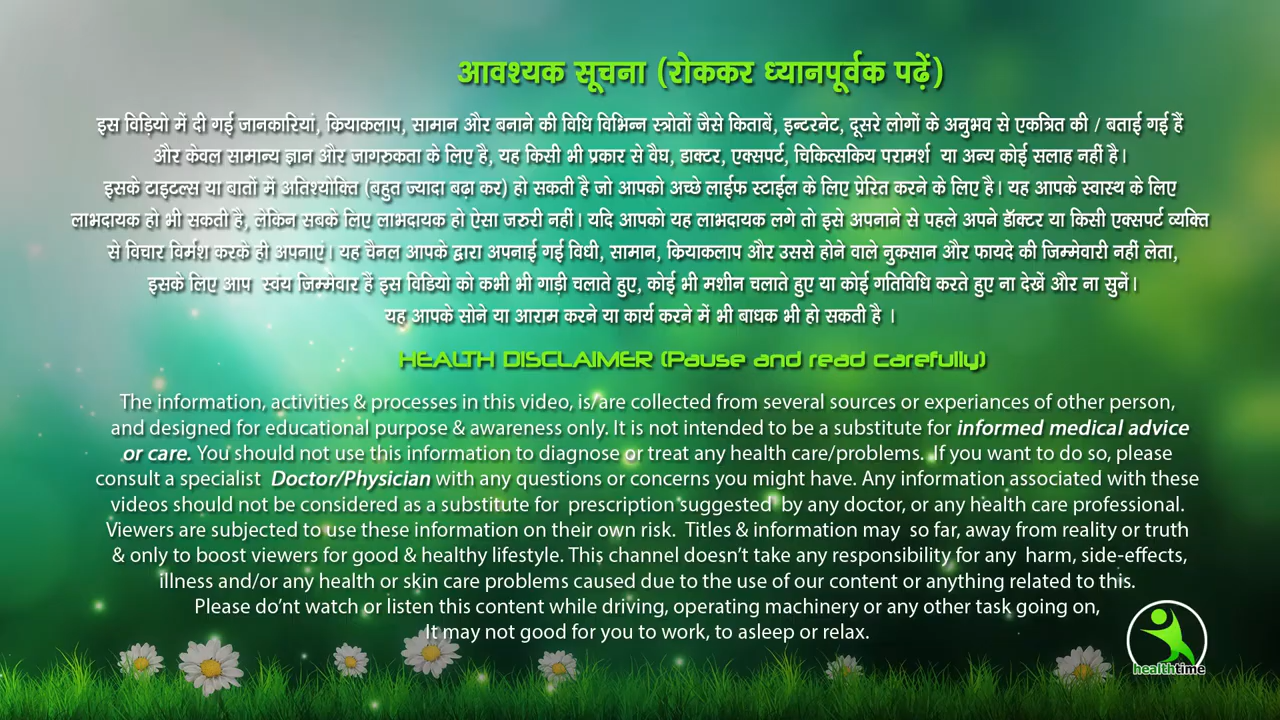 आवश्यक सूचना (रोककर ध्यानपूर्वक पढ़ें)
इस विड़ियो में दी गई जानकारियां, क्रियाकलाप, सामान और बनाने की विधि विभिन्न स्त्रोतों जैसे किताबें, इन्टरनेट, दूसरे लोगों के अनुभव से एकत्रित की / बताई गई हैं
और केवल सामान्य ज्ञान और जागरुकता के लिए है, यह किसी भी प्रकार से वैघ, डाक्टर, एक्सपर्ट, चिकित्सकिय परामर्श या अन्य कोई सलाह नहीं है।
इसके टाइटल्स या बातों में अतिश्योक्ति (बहुत ज्यादा बढ़ा कर) हो सकती है जो आपको अच्छे लाईफ स्टाईल के लिए प्रेरित करने के लिए है। यह आपके स्वास्थ के लिए
लाभदायक हो भी सकती है, लेकिन सबके लिए लाभदायक हो ऐसा जरुरी नहीं। यदि आपको यह लाभदायक लगे तो इसे अपनाने से पहले अपने डॅाक्टर या किसी एक्सपर्ट व्यक्ति
से विचार विर्मश करके ही अपनाएं। यह चैनल आपके द्वारा अपनाई गई विधी, सामान, क्रियाकलाप और उससे होने वाले नुकसान और फायदे की जिम्मेवारी नहीं लेता,
इसके लिए आप स्वंय जिम्मेवार हैं इस विडियो को कभी भी गाड़ी चलाते हुए, कोई भी मशीन चलाते हुए या कोई गतिविधि करते हुए ना देखें और ना सुनें।
यह आपके सोने या आराम करने या कार्य करने में भी बाधक भी हो सकती है ।
HEALTH DISCLAIMER (Pause and read carefully)
The information, activities & processes in this video, is/are collected from several sources or experiances of other person,
and designed for educational purpose & awareness only. It is not intended to be a substitute for informed medical advice
or care. You should not use this information to diagnose or treat any health care/problems. If you want to do so, please
consult a specialist Doctor/Physician with any questions or concerns you might have. Any information associated with these
videos should not be considered as a substitute for prescription suggested by any doctor, or any health care professional.
Viewers are subjected to use these information on their own risk. Titles & information may so far, away from reality or truth
& only to boost viewers for good & healthy lifestyle. This channel doesn't take any responsibility for any harm, side-effects,
illness and/or any health or skin care problems caused due to the use of our content or anything related to this.
Please do'nt watch or listen this content while driving, operating machinery or any other task going on,
It may not good for you to work, to asleep or relax.
healthtime